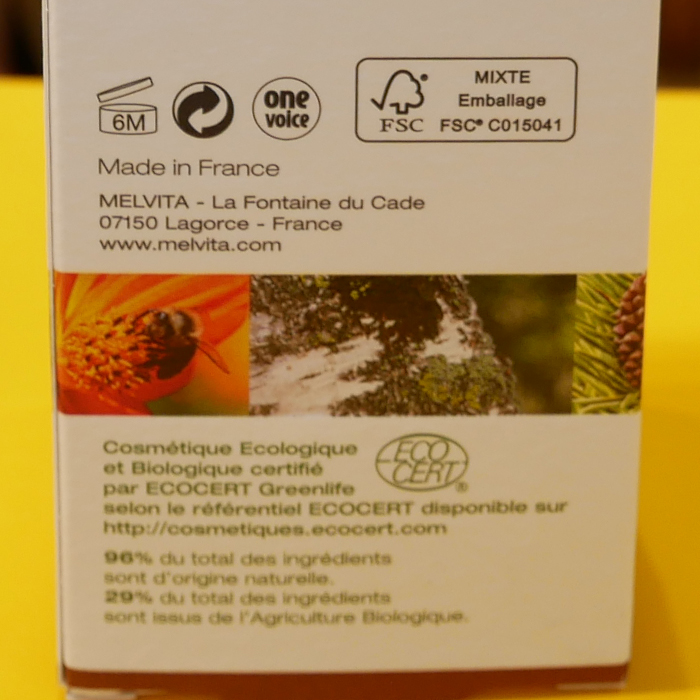 6M
one
voice
MIXTE
Emballage
FSC FSC® C015041
Made in France
MELVITA - La Fontaine du Cade
07150 Lagorce - France
www.melvita.com
Cosmétique Ecologique
et Biologique certifié
par ECOCERT Greenlife
ECO
CERT®
selon le référentiel ECOCERT disponible sur
http://cosmetiques.ecocert.com
96% du total des ingrédients
sont d'origine naturelle.
29% du total des ingrédients
sont issus de l'Agriculture Biologique.